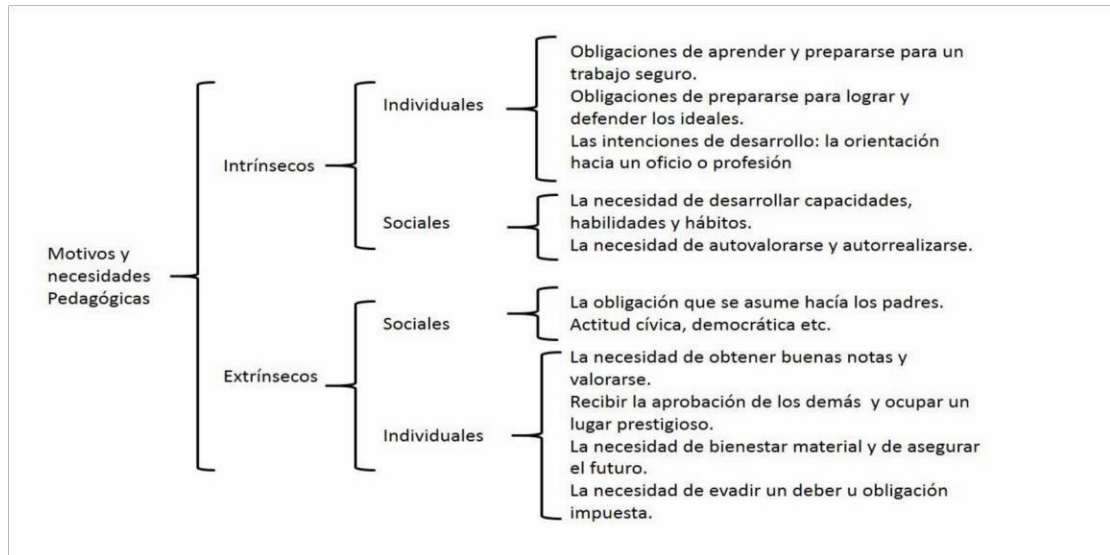 Motivos y
necesidades
Pedagógicas
Intrínsecos
Individuales
Obligaciones de aprender y prepararse para un
trabajo seguro.
Obligaciones de prepararse para lograr y
defender los ideales.
Las intenciones de desarrollo: la orientación
hacia un oficio o profesión
Sociales
La necesidad de desarrollar capacidades,
habilidades y hábitos.
La necesidad de autovalorarse y autorrealizarse.
Extrínsecos
Sociales
La obligación que se asume hacía los padres.
Actitud cívica, democrática etc.
Individuales
La necesidad de obtener buenas notas y
valorarse.
Recibir la aprobación de los demás y ocupar un
lugar prestigioso.
La necesidad de bienestar material y de asegurar
el futuro.
La necesidad de evadir un deber u obligación
impuesta.